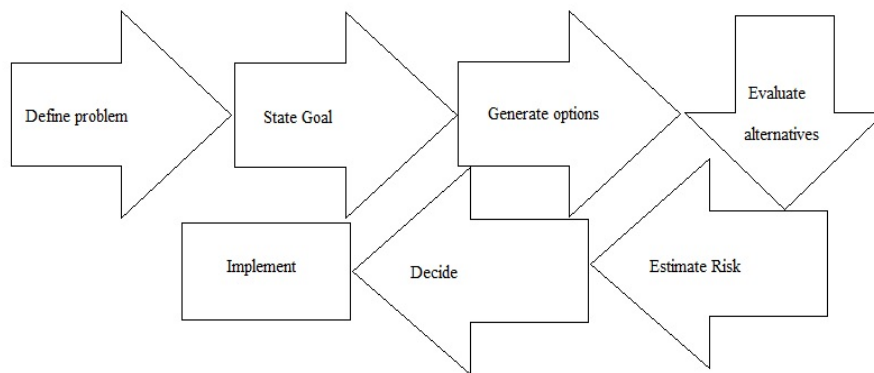 Define problem
State Goal
Generate options
Evaluate
alternatives
Estimate Risk
Decide
Implement